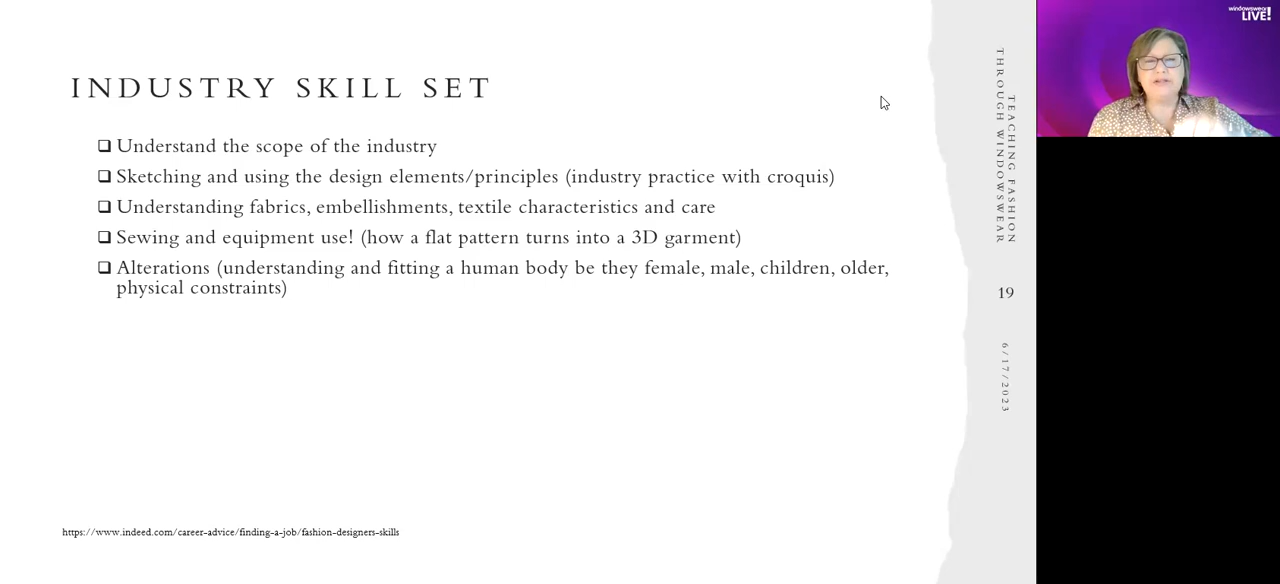 INDUSTRY SKILL SET
Understand the scope of the industry
Sketching and using the design elements/principles (industry practice with croquis)
Understanding fabrics, embellishments, textile characteristics and care
Sewing and equipment use! (how a flat pattern turns into a 3D garment)
Alterations (understanding and fitting a human body be they female, male, children, older,
physical constraints)
https://www.indeed.com/career-advice/finding-a-job/fashion-designers-skills
TEACHING FASHION
THROUGH WINDOWSWEAR
19
6/17/2023
windowswear
LIVE!